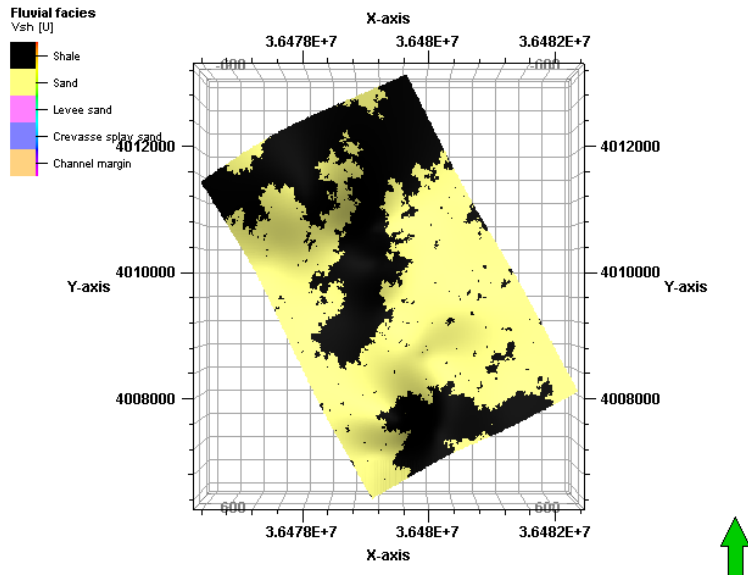 Fluvial facies
Vsh [U]
Shale
Sand
Levee sand
Crevasse splay sand
Channel margin
X-axis
3.6478E+7 3.648E+7 3.6482E+7
4012000 4012000
4010000 4010000
Y-axis Y-axis
4008000 4008000
600 600
3.6478E+7 3.648E+7 3.6482E+7
X-axis